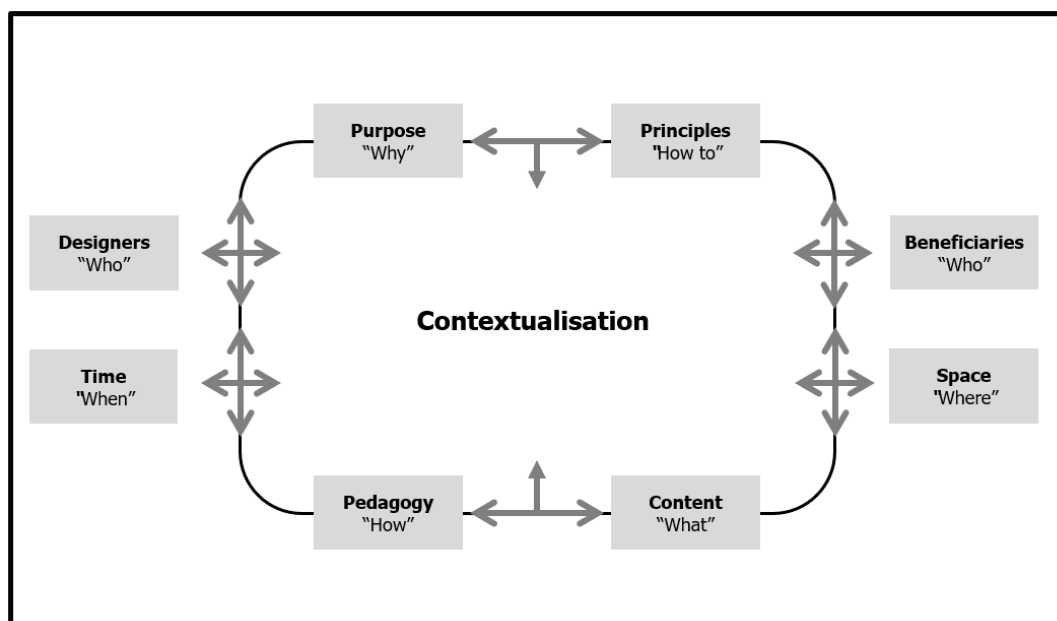 Purpose
“Why”
Principles
"How to”
Designers
“Who”
Beneficiaries
“Who”
Contextualisation
Time
"When”
Space
"Where”
Pedagogy
“How”
Content
“What”